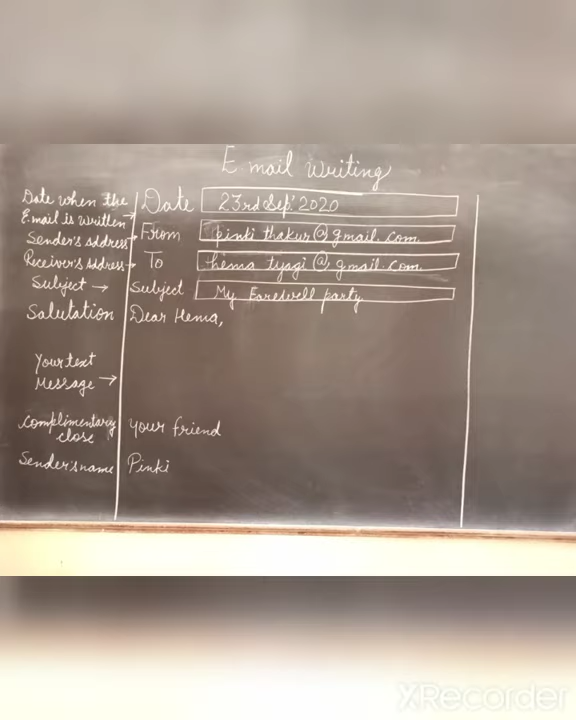 E mail writing
Date when the
Email is written →
Date 23rd Sep' 2020
Sender's address →
From pinki thakur@gmail.com
Receiver's Address →
To hema tyagi@gmail.com
Subject →
Subject My Farewell party
Salutation Dear Hema,
Your text
Message →
Complimentary
close your friend
Sender's name Pinki
XRecorder